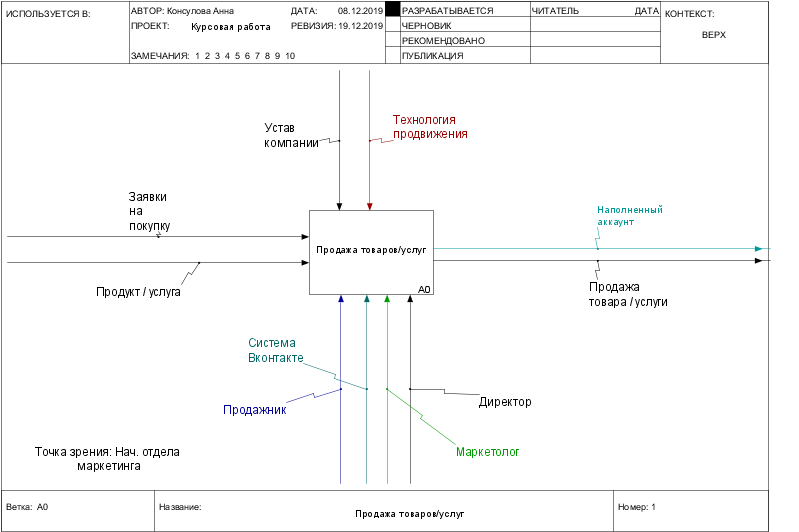 ИСПОЛЬЗУЕТСЯ В:
АВТОР: Консулова Анна
ДАТА: 08.12.2019
ПРОЕКТ: Курсовая работа
РЕВИЗИЯ: 19.12.2019
ЗАМЕЧАНИЯ: 1 2 3 4 5 6 7 8 9 10
РАЗРАБАТЫВАЕТСЯ
ЧЕРНОВИК
РЕКОМЕНДОВАНО
ПУБЛИКАЦИЯ
ЧИТАТЕЛЬ
ДАТА
КОНТЕКСТ:
ВЕРХ
Устав
компании
Технология
продвижения
Заявки
на
покупку
Продукт / услуга
Продажа товаров/услуг
A0
Наполненный
аккаунт
Продажа
товара / услуги
Система
Вконтакте
Продажник
Директор
Маркетолог
Точка зрения: Нач. отдела
маркетинга
Ветка: A0
Название:
Продажа товаров/услуг
Номер: 1